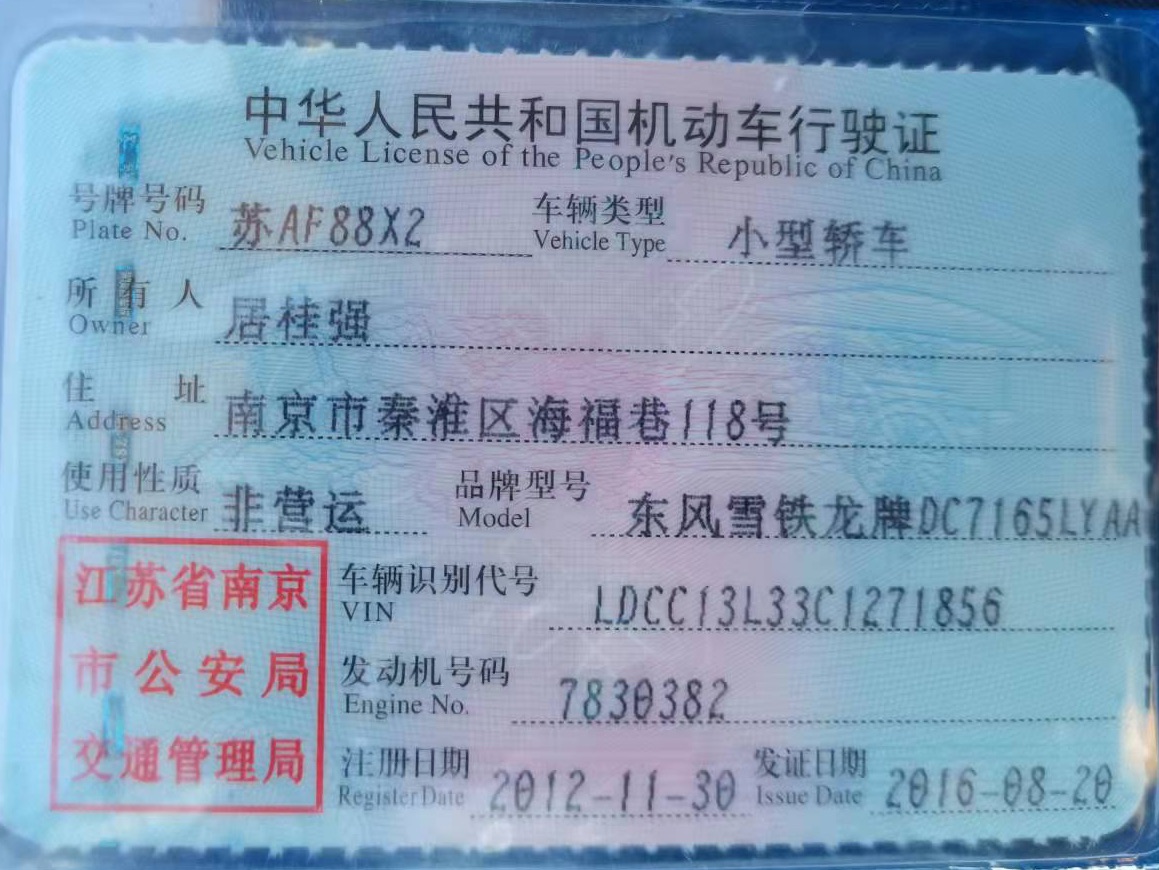 中华人民共和国机动车行驶证
Vehicle License of the People's Republic of China
号牌号码 苏AF88X2 车辆类型 小型轿车
Plate No. Vehicle Type
所有人 居桂强
Owner
住址 南京市秦淮区海福巷118号
Address
使用性质 非营运 品牌型号 东风雪铁龙牌DC7165LYAA
Use Character Model
江苏省南京
市公安局
交通管理局
车辆识别代号 LDCC13L33C1271856
VIN
发动机号码 7830382
Engine No.
注册日期 2012-11-30 发证日期 2016-08-20
Register Date Issue Date